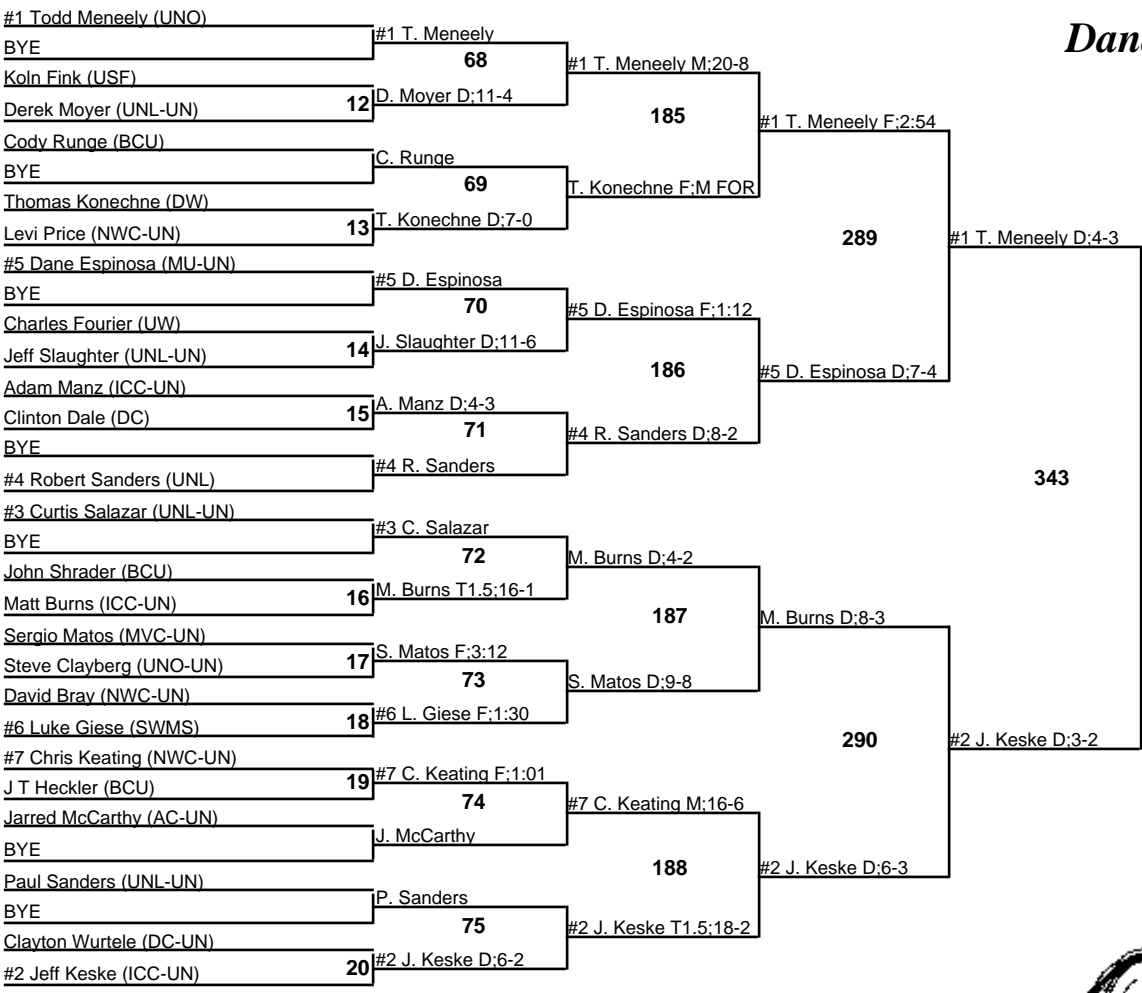 Dan
#1 Todd Meneely (UNO)
BYE
Koln Fink (USF)
Derek Moyer (UNL-UN)
Cody Runge (BCU)
BYE
Thomas Konechne (DW)
Levi Price (NWC-UN)
#5 Dane Espinosa (MU-UN)
BYE
Charles Fourier (UW)
Jeff Slaughter (UNL-UN)
Adam Manz (ICC-UN)
Clinton Dale (DC)
BYE
#4 Robert Sanders (UNL)
#3 Curtis Salazar (UNL-UN)
BYE
John Shrader (BCU)
Matt Burns (ICC-UN)
Sergio Matos (MVC-UN)
Steve Clayberg (UNO-UN)
David Bray (NWC-UN)
#6 Luke Giese (SWMS)
#7 Chris Keating (NWC-UN)
J T Heckler (BCU)
Jarred McCarthy (AC-UN)
BYE
Paul Sanders (UNL-UN)
BYE
Clayton Wurtele (DC-UN)
#2 Jeff Keske (ICC-UN)
12
13
14
15
16
17
18
19
20
#1 T. Meneely
68
D. Moyer D;11-4
C. Runge
69
T. Konechne D;7-0
#5 D. Espinosa
70
J. Slaughter D;11-6
A. Manz D;4-3
71
#4 R. Sanders
#3 C. Salazar
72
M. Burns T1.5;16-1
S. Matos F;3:12
73
#6 L. Giese F;1:30
#7 C. Keating F;1:01
74
J. McCarthy
P. Sanders
75
#2 J. Keske D;6-2
#1 T. Meneely M;20-8
185
T. Konechne F;M FOR
#5 D. Espinosa F;1:12
186
#4 R. Sanders D;8-2
M. Burns D;4-2
187
S. Matos D;9-8
#7 C. Keating M;16-6
188
#2 J. Keske T1.5;18-2
#1 T. Meneely F;2:54
289
#5 D. Espinosa D;7-4
M. Burns D;8-3
290
#2 J. Keske D;6-3
#1 T. Meneely D;4-3
343
#2 J. Keske D;3-2